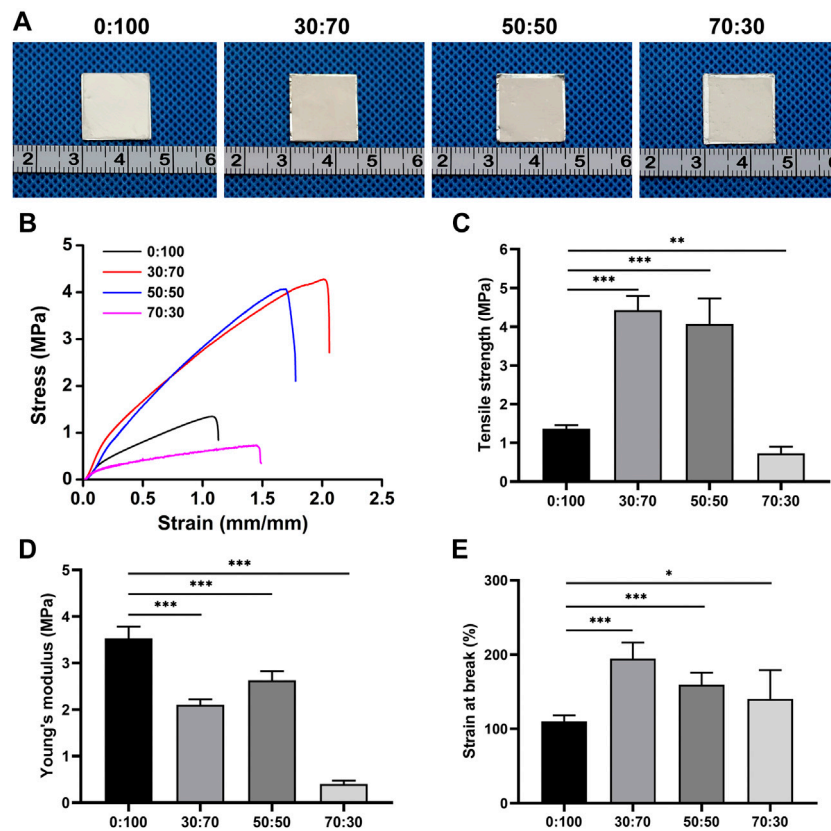 A
0:100 30:70 50:50 70:30
2 3 4 5 6 2 3 4 5 6 2 3 4 5 6 2 3 4 5
B
Stress (MPa)
5
4
3
2
1
0
0:100
30:70
50:50
70:30
0.0 0.5 1.0 1.5 2.0 2.5
Strain (mm/mm)
C
Tensile strength (MPa)
6
5
4
3
2
1
0
**
***
***
0:100 30:70 50:50 70:30
D
Young's modulus (MPa)
5
4
3
2
1
0
***
***
***
0:100 30:70 50:50 70:30
E
Strain at break (%)
300
200
100
0
*
***
***
0:100 30:70 50:50 70:30